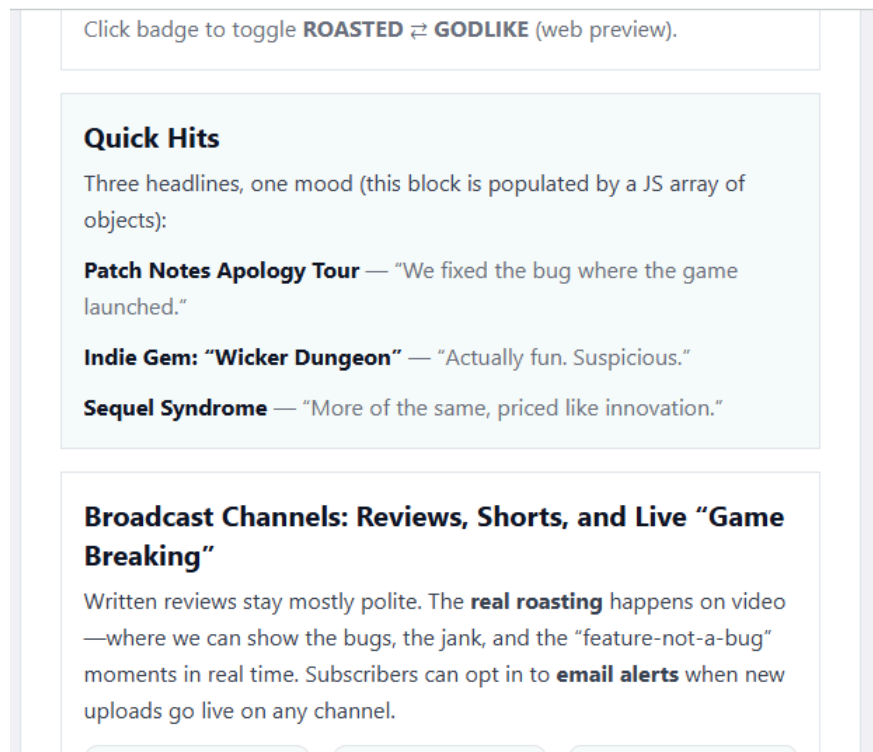 Click badge to toggle ROASTED ⇄ GODLIKE (web preview).
Quick Hits
Three headlines, one mood (this block is populated by a JS array of
objects):
Patch Notes Apology Tour — “We fixed the bug where the game
launched.”
Indie Gem: “Wicker Dungeon” — “Actually fun. Suspicious.”
Sequel Syndrome — “More of the same, priced like innovation.”
Broadcast Channels: Reviews, Shorts, and Live “Game
Breaking”
Written reviews stay mostly polite. The real roasting happens on video
—where we can show the bugs, the jank, and the “feature-not-a-bug”
moments in real time. Subscribers can opt in to email alerts when new
uploads go live on any channel.